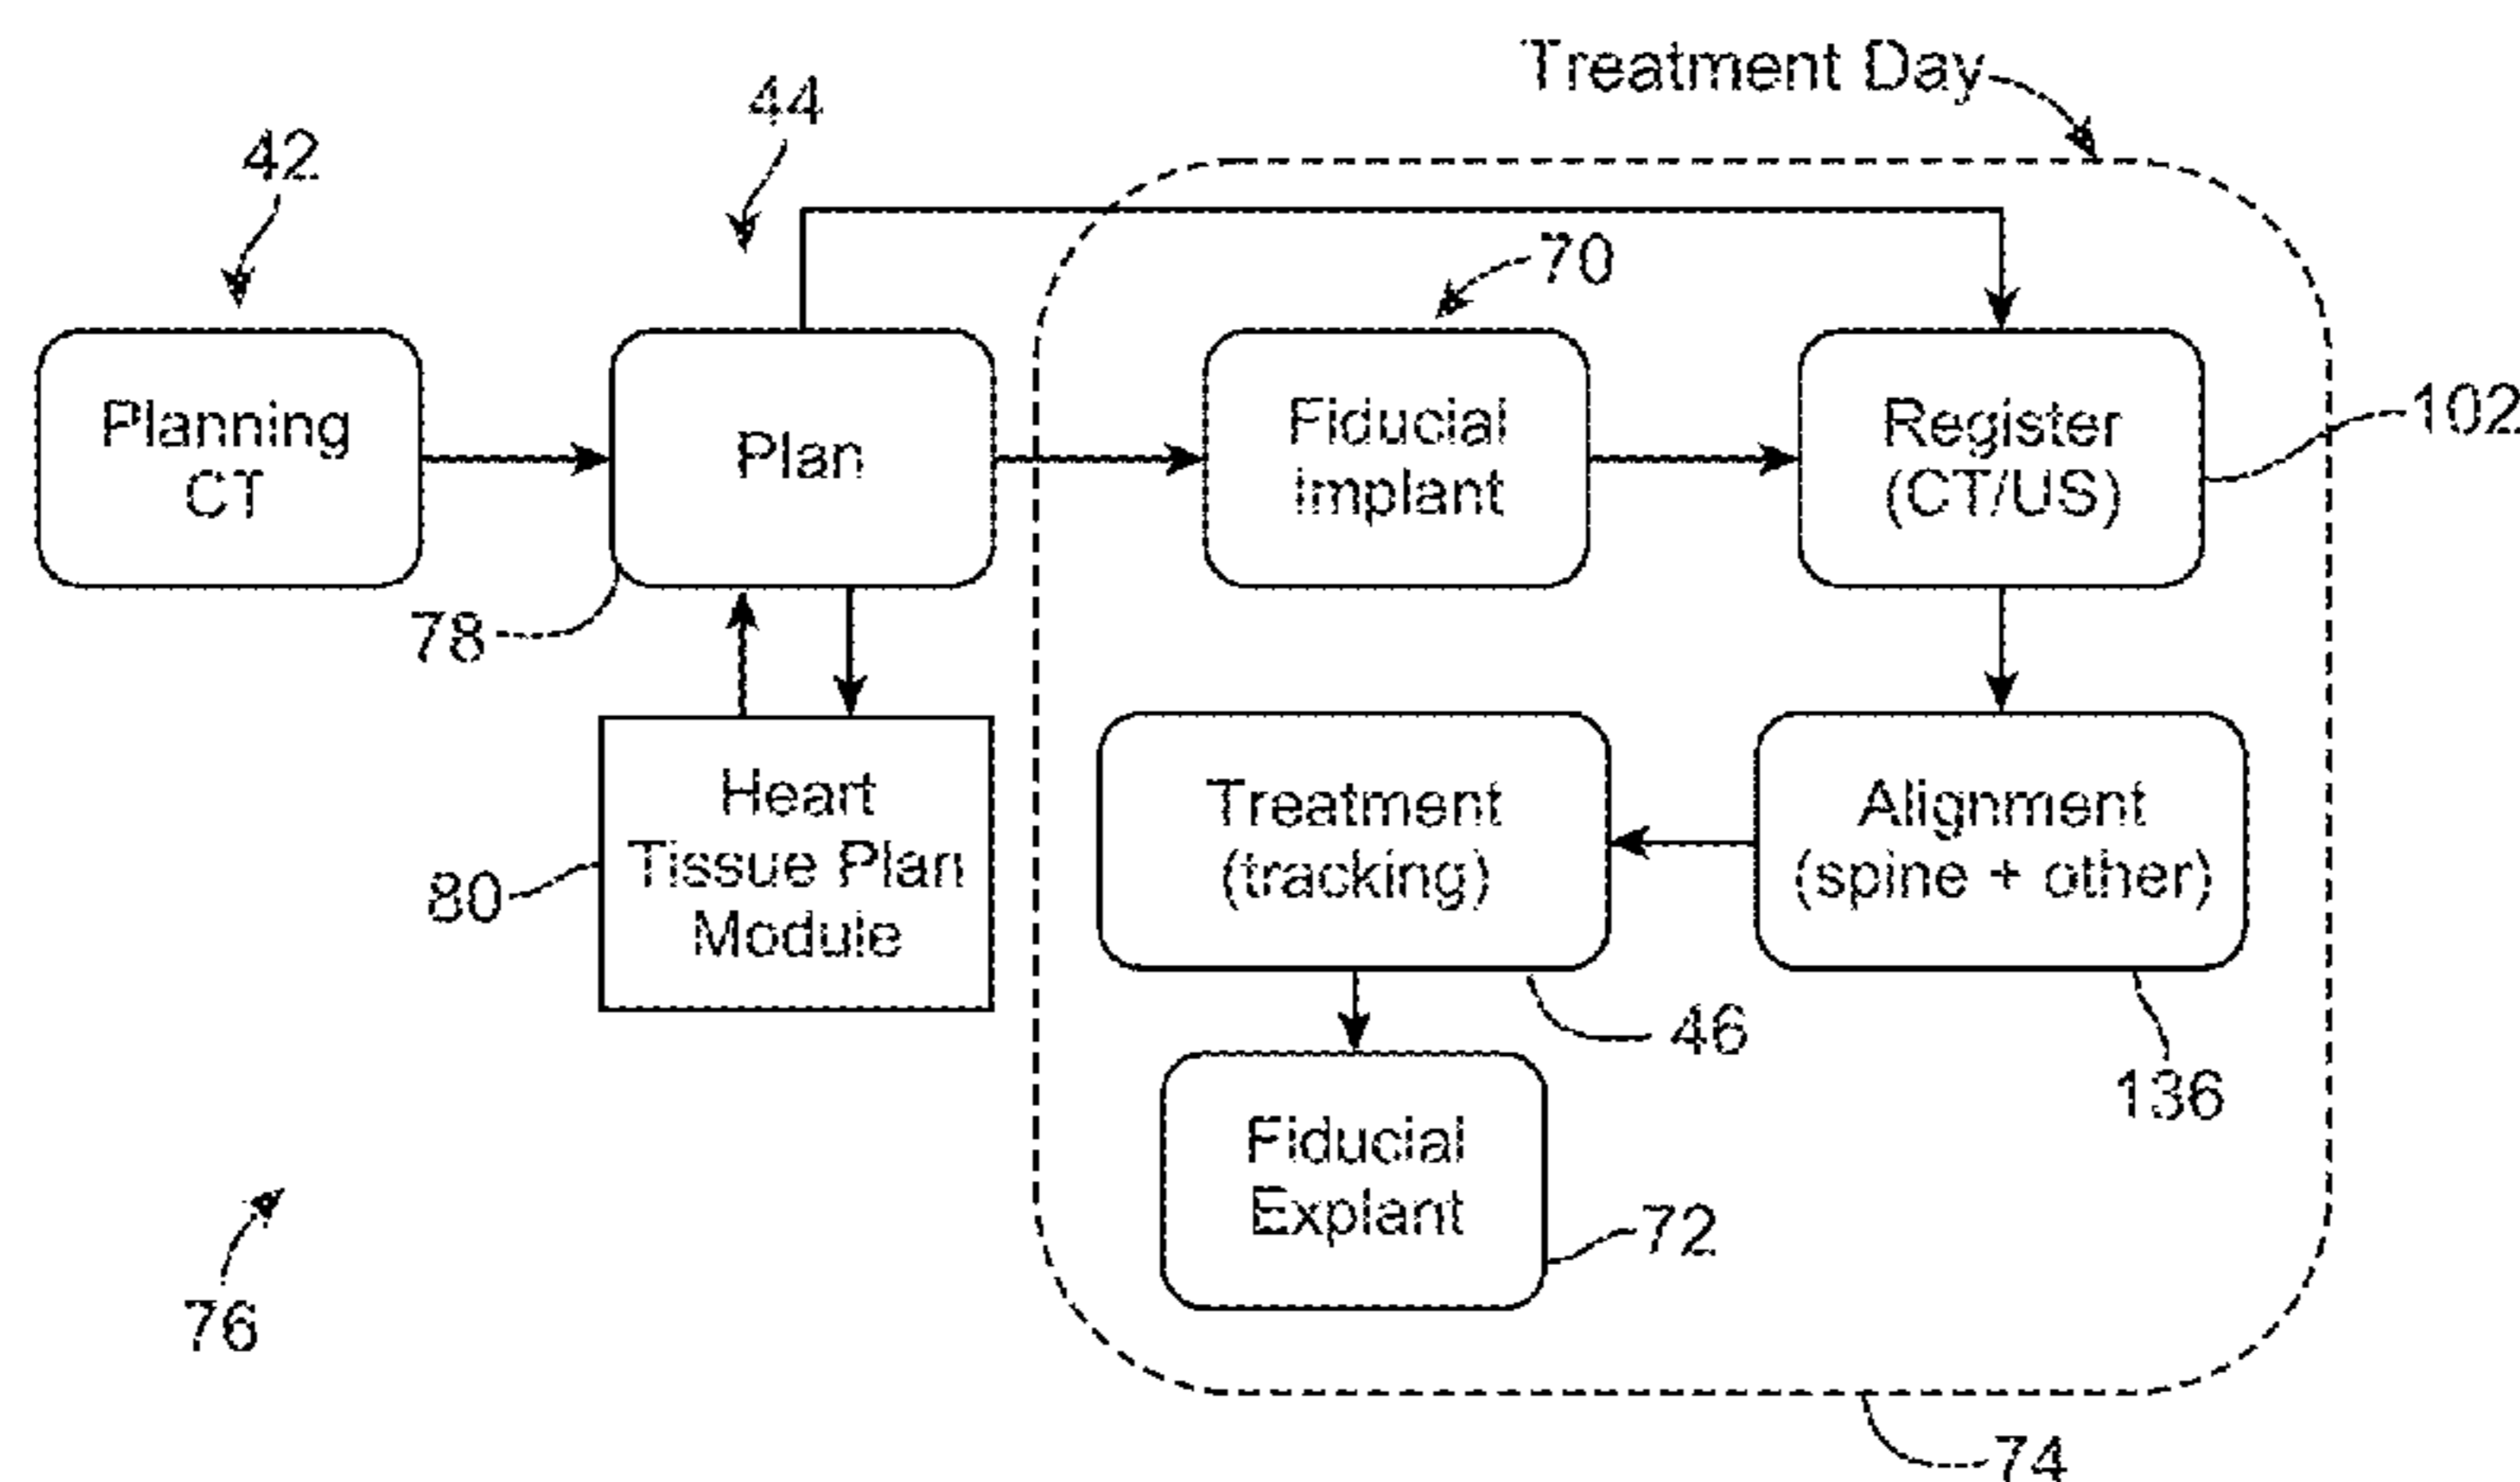 Treatment Day
44
42
70
Planning
CT
Plan
Fiducial
Implant
Register
(CT/US)
102
78
Heart
Tissue Plan
Module
80
Treatment
(tracking)
Alignment
(spine + other)
46
136
Fiducial
Explant
72
76
74